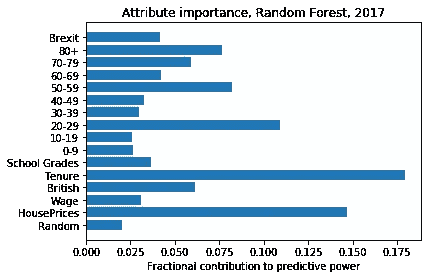 Attribute importance, Random Forest, 2017
Brexit
80+
70-79
60-69
50-59
40-49
30-39
20-29
10-19
0-9
School Grades
Tenure
British
Wage
HousePrices
Random
0.000 0.025 0.050 0.075 0.100 0.125 0.150 0.175
Fractional contribution to predictive power